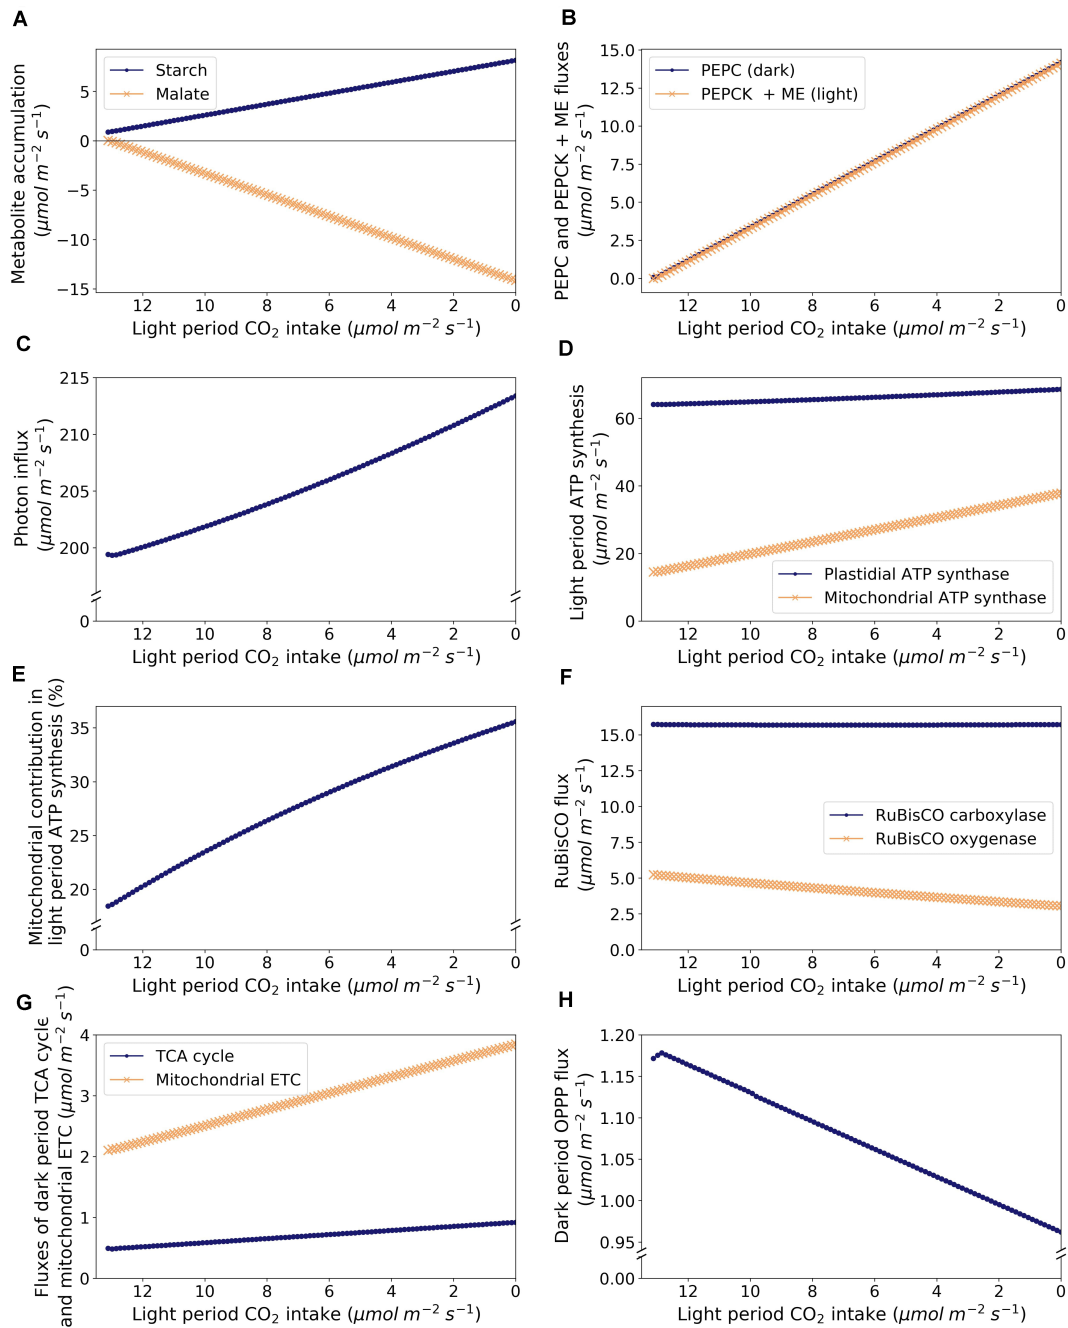 A
Metabolite accumulation
(μmol m⁻² s⁻¹)
5
0
−5
−10
−15
Starch
Malate
12 10 8 6 4 2 0
Light period CO₂ intake (μmol m⁻² s⁻¹)
B
PEPC and PEPCK + ME fluxes
(μmol m⁻² s⁻¹)
15.0
12.5
10.0
7.5
5.0
2.5
0.0
PEPC (dark)
PEPCK + ME (light)
12 10 8 6 4 2 0
Light period CO₂ intake (μmol m⁻² s⁻¹)
C
Photon influx
(μmol m⁻² s⁻¹)
215
210
205
200
0
12 10 8 6 4 2 0
Light period CO₂ intake (μmol m⁻² s⁻¹)
D
Light period ATP synthesis
(μmol m⁻² s⁻¹)
60
40
20
0
Plastidial ATP synthase
Mitochondrial ATP synthase
12 10 8 6 4 2 0
Light period CO₂ intake (μmol m⁻² s⁻¹)
E
Mitochondrial contribution in
light period ATP synthesis (%)
35
30
25
20
0
12 10 8 6 4 2 0
Light period CO₂ intake (μmol m⁻² s⁻¹)
F
RuBisCO flux
(μmol m⁻² s⁻¹)
15.0
12.5
10.0
7.5
5.0
2.5
0.0
RuBisCO carboxylase
RuBisCO oxygenase
12 10 8 6 4 2 0
Light period CO₂ intake (μmol m⁻² s⁻¹)
G
Fluxes of dark period TCA cycle
and mitochondrial ETC (μmol m⁻² s⁻¹)
4
3
2
1
0
TCA cycle
Mitochondrial ETC
12 10 8 6 4 2 0
Light period CO₂ intake (μmol m⁻² s⁻¹)
H
Dark period OPPP flux
(μmol m⁻² s⁻¹)
1.20
1.15
1.10
1.05
1.00
0.95
0.00
12 10 8 6 4 2 0
Light period CO₂ intake (μmol m⁻² s⁻¹)